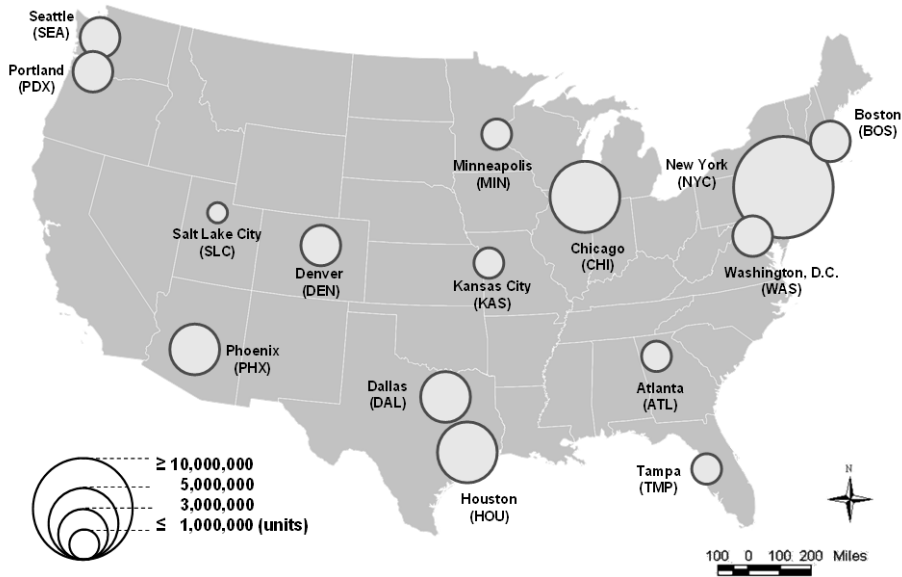 Seattle
(SEA)
Portland
(PDX)
Boston
(BOS)
Minneapolis
(MIN)
New York
(NYC)
Salt Lake City
(SLC)
Chicago
(CHI)
Denver
(DEN)
Kansas City
(KAS)
Washington, D.C.
(WAS)
Phoenix
(PHX)
Dallas
(DAL)
Atlanta
(ATL)
Houston
(HOU)
Tampa
(TMP)
≥ 10,000,000
5,000,000
3,000,000
≤ 1,000,000 (units)
N
100 0 100 200 Miles